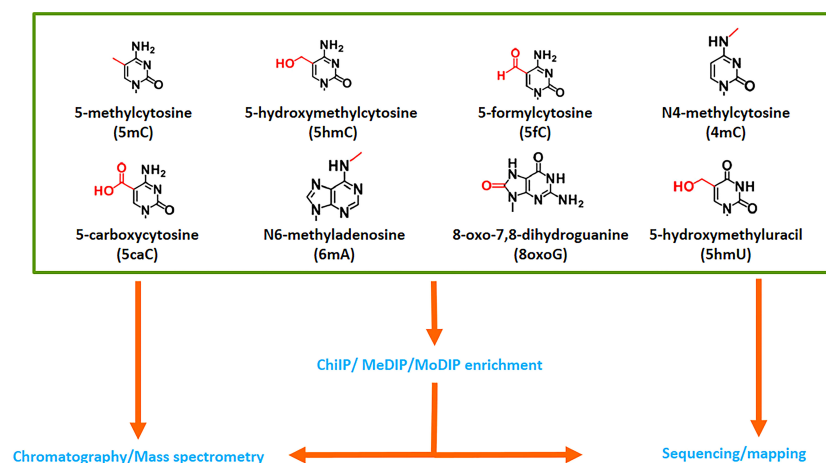 NH₂
N
N
O
5-methylcytosine
(5mC)
HO
NH₂
N
N
O
5-hydroxymethylcytosine
(5hmC)
O
H
NH₂
N
N
O
5-formylcytosine
(5fC)
HN
N
N
O
N4-methylcytosine
(4mC)
O
HO
NH₂
N
N
O
5-carboxycytosine
(5caC)
HN
N
N
N
N
N6-methyladenosine
(6mA)
O
H
N
O
NH
N
N
NH₂
8-oxo-7,8-dihydroguanine
(8oxoG)
HO
O
NH
N
O
5-hydroxymethyluracil
(5hmU)
ChiIP/ MeDIP/MoDIP enrichment
Chromatography/Mass spectrometry
Sequencing/mapping